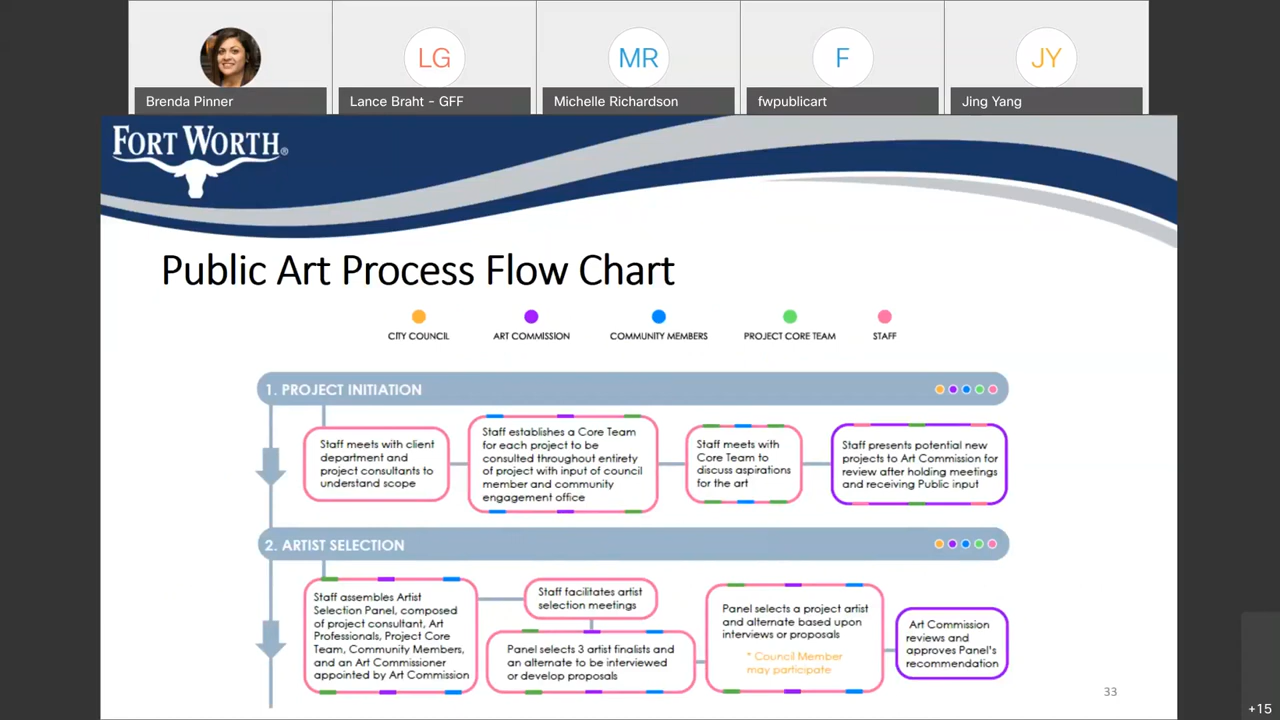 LG
MR
F
JY
Brenda Pinner
Lance Braht - GFF
Michelle Richardson
fwpublicart
Jing Yang
FORT WORTH®
Public Art Process Flow Chart
CITY COUNCIL
ART COMMISSION
COMMUNITY MEMBERS
PROJECT CORE TEAM
STAFF
1. PROJECT INITIATION
Staff meets with client
department and
project consultants to
understand scope
Staff establishes a Core Team
for each project to be
consulted throughout entirety
of project with input of council
member and community
engagement office
Staff meets with
Core Team to
discuss aspirations
for the art
Staff presents potential new
projects to Art Commission for
review after holding meetings
and receiving Public input
2. ARTIST SELECTION
Staff assembles Artist
Selection Panel, composed
of project consultant, Art
Professionals, Project Core
Team, Community Members,
and an Art Commissioner
appointed by Art Commission
Staff facilitates artist
selection meetings
Panel selects 3 artist finalists and
an alternate to be interviewed
or develop proposals
Panel selects a project artist
and alternate based upon
interviews or proposals
* Council Member
may participate
Art Commission
reviews and
approves Panel's
recommendation
33
+15